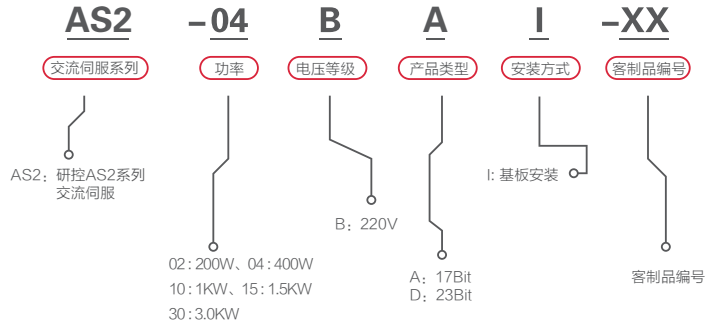 AS2 -04 B A I -XX
交流伺服系列 功率 电压等级 产品类型 安装方式 客制品编号
AS2：研控AS2系列
交流伺服
I: 基板安装
B：220V
02 : 200W、04 : 400W
10 : 1KW、15 : 1.5KW
30 : 3.0KW
A：17Bit
D：23Bit
客制品编号